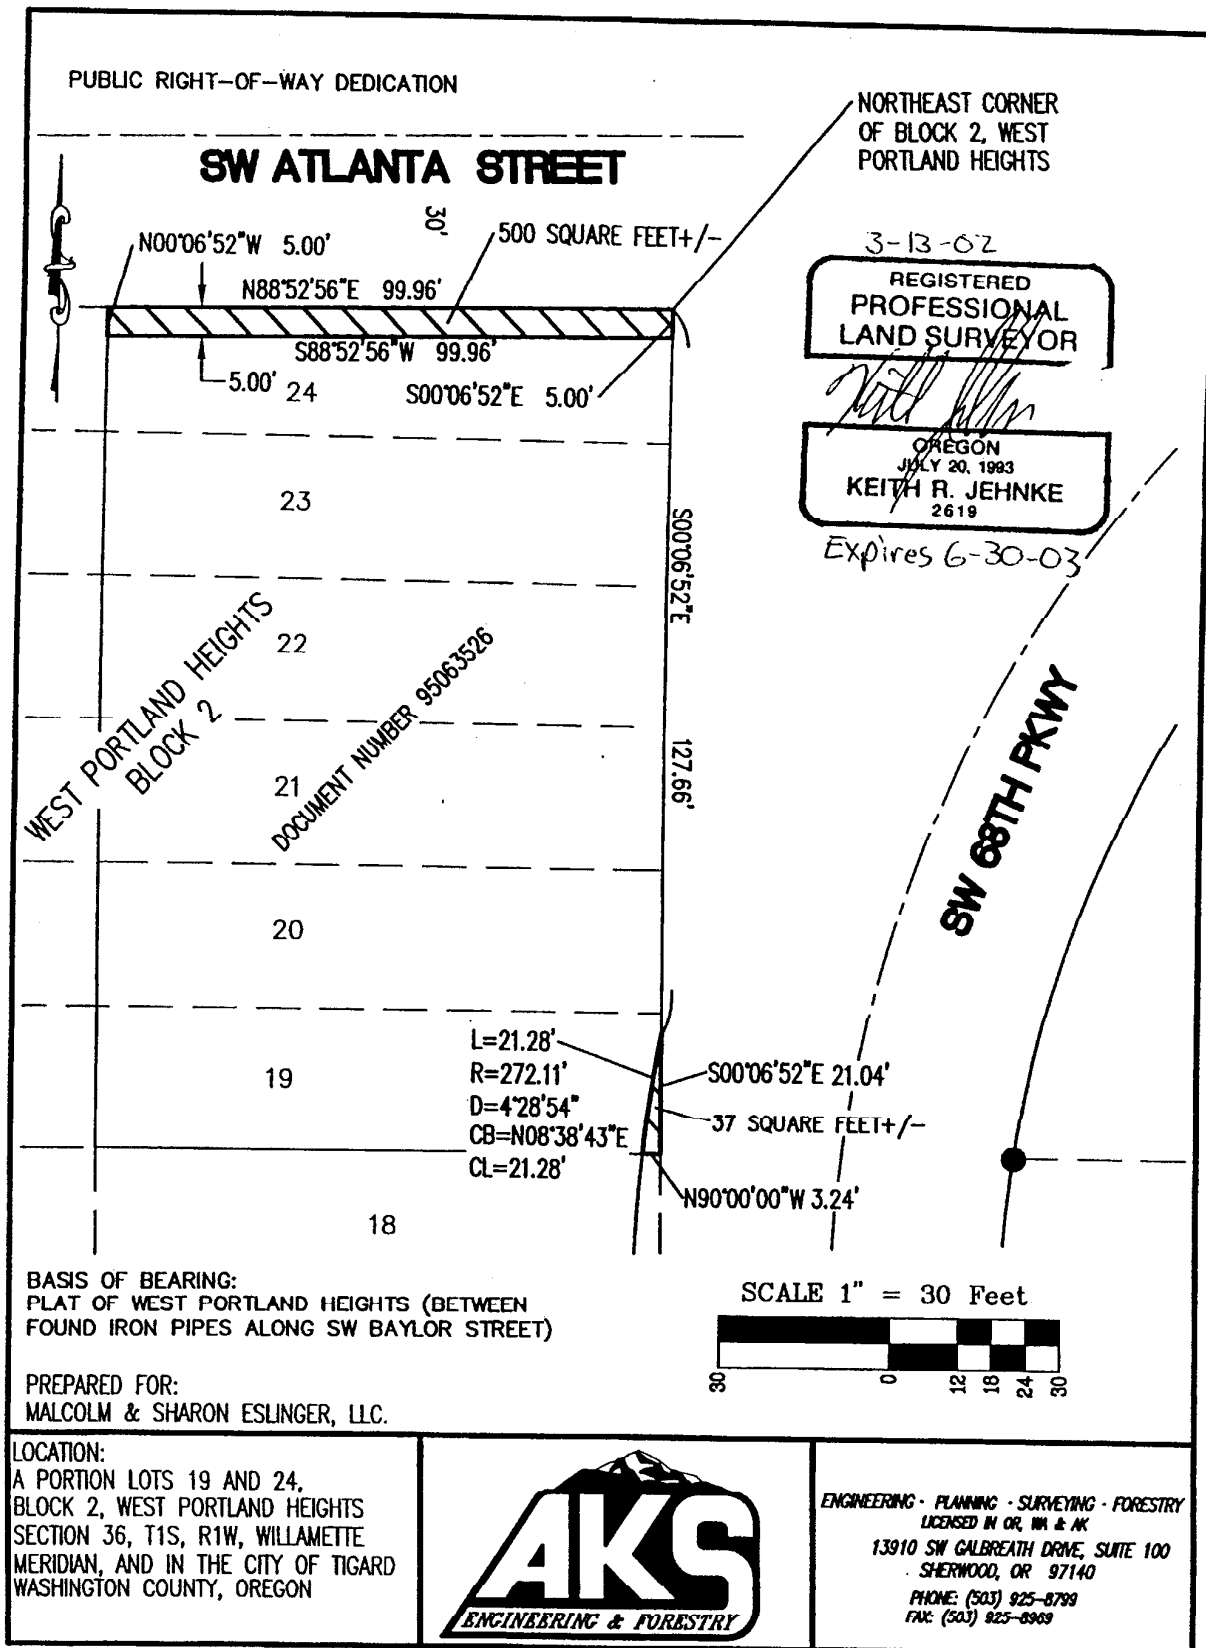 PUBLIC RIGHT-OF-WAY DEDICATION
NORTHEAST CORNER
OF BLOCK 2, WEST
PORTLAND HEIGHTS
SW ATLANTA STREET
30'
N00°06'52"W 5.00'
500 SQUARE FEET+/-
N88°52'56"E 99.96'
S88°52'56"W 99.96'
5.00'
24
S00°06'52"E 5.00'
3-13-02
REGISTERED
PROFESSIONAL
LAND SURVEYOR
OREGON
JULY 20, 1993
KEITH R. JEHNKE
2619
Expires 6-30-03
23
S00°06'52"E
127.66'
22
WEST PORTLAND HEIGHTS
BLOCK 2
DOCUMENT NUMBER 95063526
21
SW 68TH PKWY
20
19
L=21.28'
R=272.11'
D=4°28'54"
CB=N08°38'43"E
CL=21.28'
S00°06'52"E 21.04'
37 SQUARE FEET+/-
N90°00'00"W 3.24'
18
BASIS OF BEARING:
PLAT OF WEST PORTLAND HEIGHTS (BETWEEN
FOUND IRON PIPES ALONG SW BAYLOR STREET)
SCALE 1" = 30 Feet
30 0 12 18 24 30
PREPARED FOR:
MALCOLM & SHARON ESLINGER, LLC.
LOCATION:
A PORTION LOTS 19 AND 24,
BLOCK 2, WEST PORTLAND HEIGHTS
SECTION 36, T1S, R1W, WILLAMETTE
MERIDIAN, AND IN THE CITY OF TIGARD
WASHINGTON COUNTY, OREGON
AKS
ENGINEERING & FORESTRY
ENGINEERING · PLANNING · SURVEYING · FORESTRY
LICENSED IN OR, WA & AK
13910 SW GALBREATH DRIVE, SUITE 100
SHERWOOD, OR 97140
PHONE: (503) 925-8799
FAX: (503) 925-8969